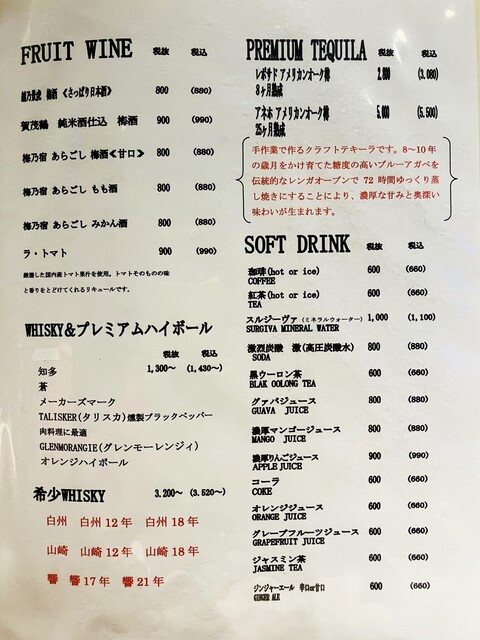 FRUIT WINE 税抜 税込
梅酒 《さっぱり日本酒》 800 (880)
賀茂鶴 純米酒仕込 梅酒 900 (990)
梅乃宿 あらごし 梅酒≪甘口≫ 800 (880)
梅乃宿 あらごし もも酒 800 (880)
梅乃宿 あらごし みかん酒 800 (880)
ラ・トマト 900 (990)
厳選した国内産トマト果汁を使用。トマトそのものの味
と香りをとどけてくれるリキュールです。
WHISKY&プレミアムハイボール
税抜 税込
知多 1,300~ (1,430~)
蒼
メーカーズマーク
TALISKER(タリスカ)燻製ブラックペッパー
肉料理に最適
GLENMORANGIE(グレンモーレンジィ)
オレンジハイボール
希少WHISKY 3.200~ (3.520~)
白州 白州12年 白州18年
山崎 山崎12年 山崎18年
響 響17年 響21年
PREMIUM TEQUILA 税抜 税込
レポサド アメリカンオーク樽 2.800 (3.080)
8ヶ月熟成
アネホ アメリカンオーク樽 5.000 (5.500)
25ヶ月熟成
手作業で作るクラフトテキーラです。8~10年
の歳月をかけ育てた糖度の高いブルーアガベを
伝統的なレンガオーブンで 72 時間ゆっくり蒸
し焼きにすることにより、濃厚な甘みと奥深い
味わいが生まれます。
SOFT DRINK 税抜 税込
珈琲(hot or ice) 600 (660)
COFFEE
紅茶(hot or ice) 600 (660)
TEA
スルジーヴァ (ミネラルウォーター) 1,000 (1,100)
SURGIVA MINERAL WATER
激烈炭酸 激(高圧炭酸水) 800 (880)
SODA
黒ウーロン茶 600 (660)
BLAK OOLONG TEA
グァバジュース 800 (880)
GUAVA JUICE
濃厚マンゴージュース 800 (880)
MANGO JUICE
濃厚りんごジュース 900 (990)
APPLE JUICE
コーラ 600 (660)
COKE
オレンジジュース 600 (660)
ORANGE JUICE
グレープフルーツジュース 600 (660)
GRAPEFRUIT JUICE
ジャスミン茶 600 (660)
JASMINE TEA
ジンジャーエール 辛口or甘口 600 (660)
GINGER ALE